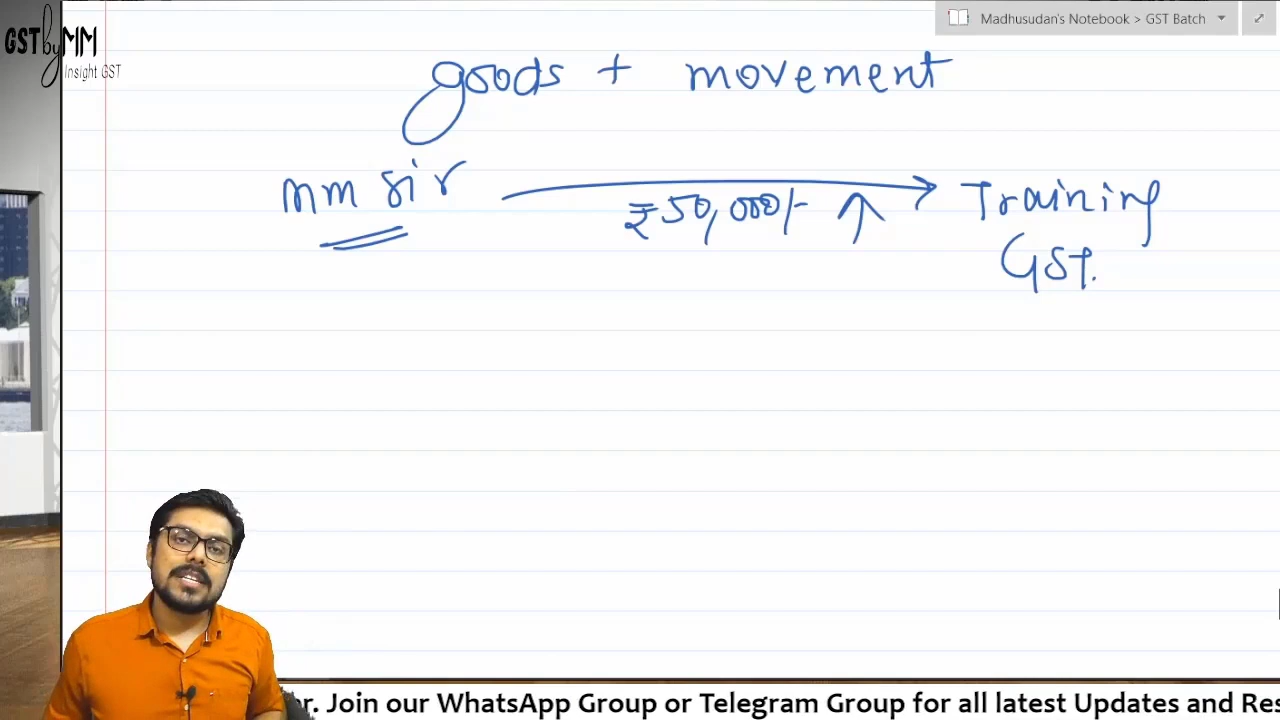 GST by MM
Insight GST
Madhusudan's Notebook > GST Batch
goods + movement
MM sir ₹50,000/- ↑ Training
GST.
r. Join our WhatsApp Group or Telegram Group for all latest Updates and Res